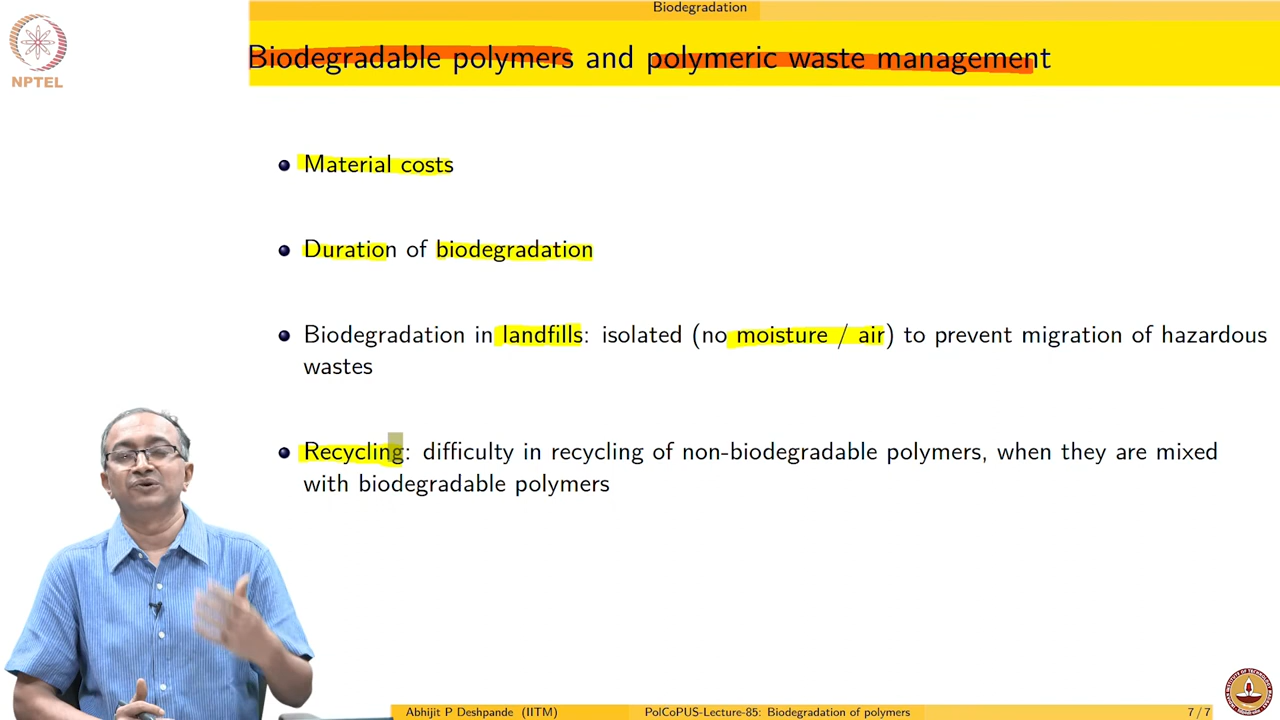 Biodegradation
NPTEL
Biodegradable polymers and polymeric waste management
Material costs
Duration of biodegradation
Biodegradation in landfills: isolated (no moisture / air) to prevent migration of hazardous
wastes
Recycling: difficulty in recycling of non-biodegradable polymers, when they are mixed
with biodegradable polymers
Abhijit P Deshpande (IITM)
PolCoPUS-Lecture-85: Biodegradation of polymers
7 / 7